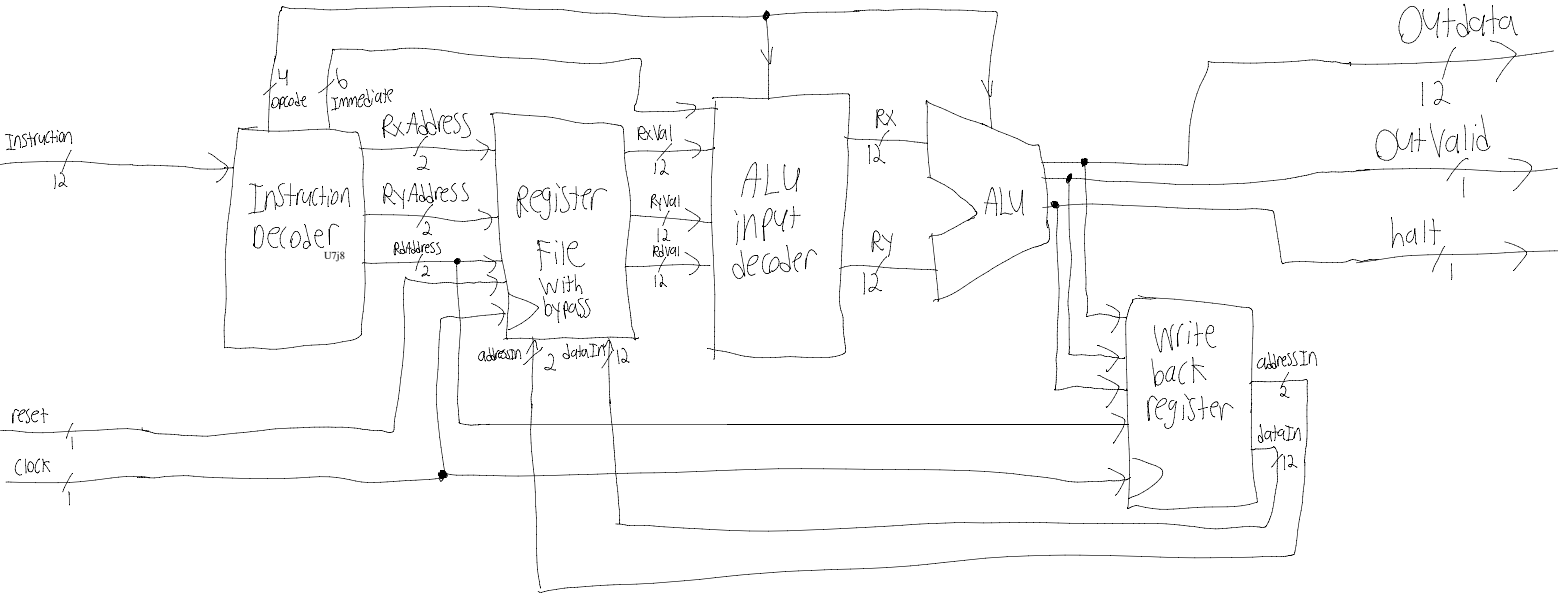 Outdata
12
4
opcode
6
Immediate
Instruction
12
RxAddress
2
RyAddress
2
RdAddress
2
Instruction
Decoder
U7j8
Register
File
with
bypass
RxVal
12
RyVal
12
RdVal
12
ALU
input
decoder
Rx
12
Ry
12
ALU
OutValid
1
halt
1
addressIn
2
dataIn
12
Write
back
register
addressIn
2
dataIn
12
reset
1
Clock
1